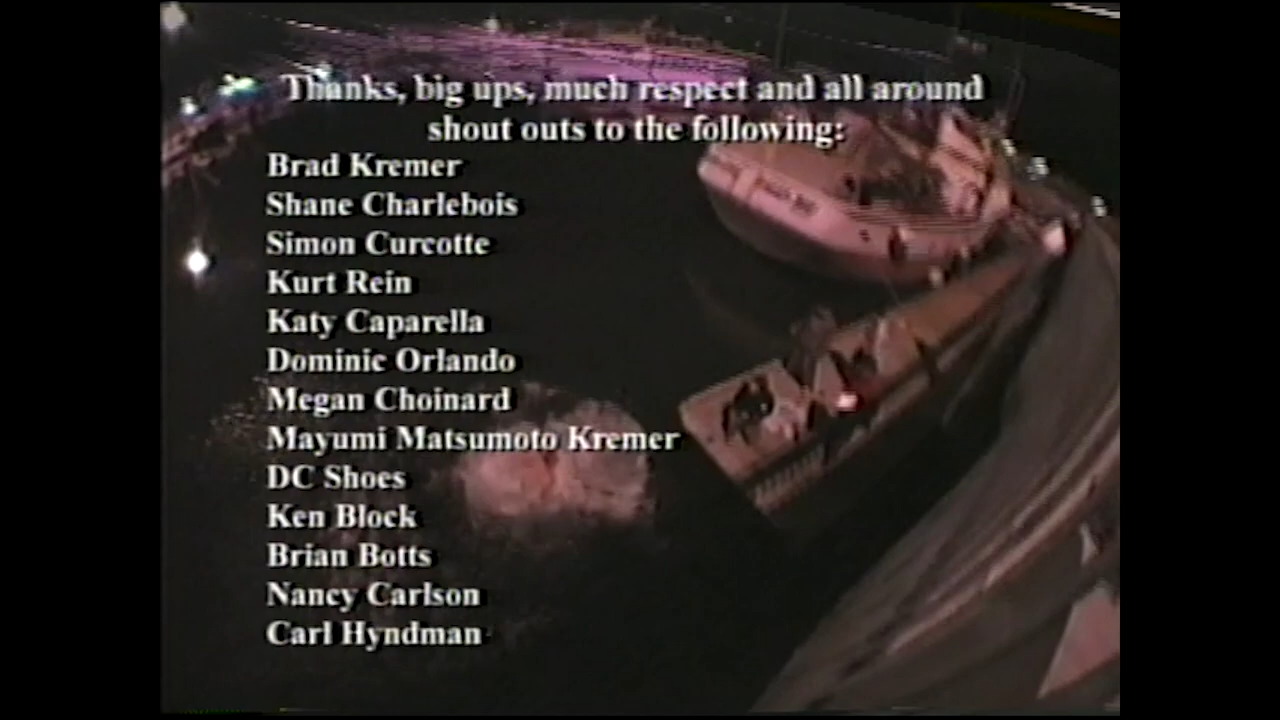 Thanks, big ups, much respect and all around
shout outs to the following:
Brad Kremer
Shane Charlebois
Simon Curcotte
Kurt Rein
Katy Caparella
Dominic Orlando
Megan Choinard
Mayumi Matsumoto Kremer
DC Shoes
Ken Block
Brian Botts
Nancy Carlson
Carl Hyndman